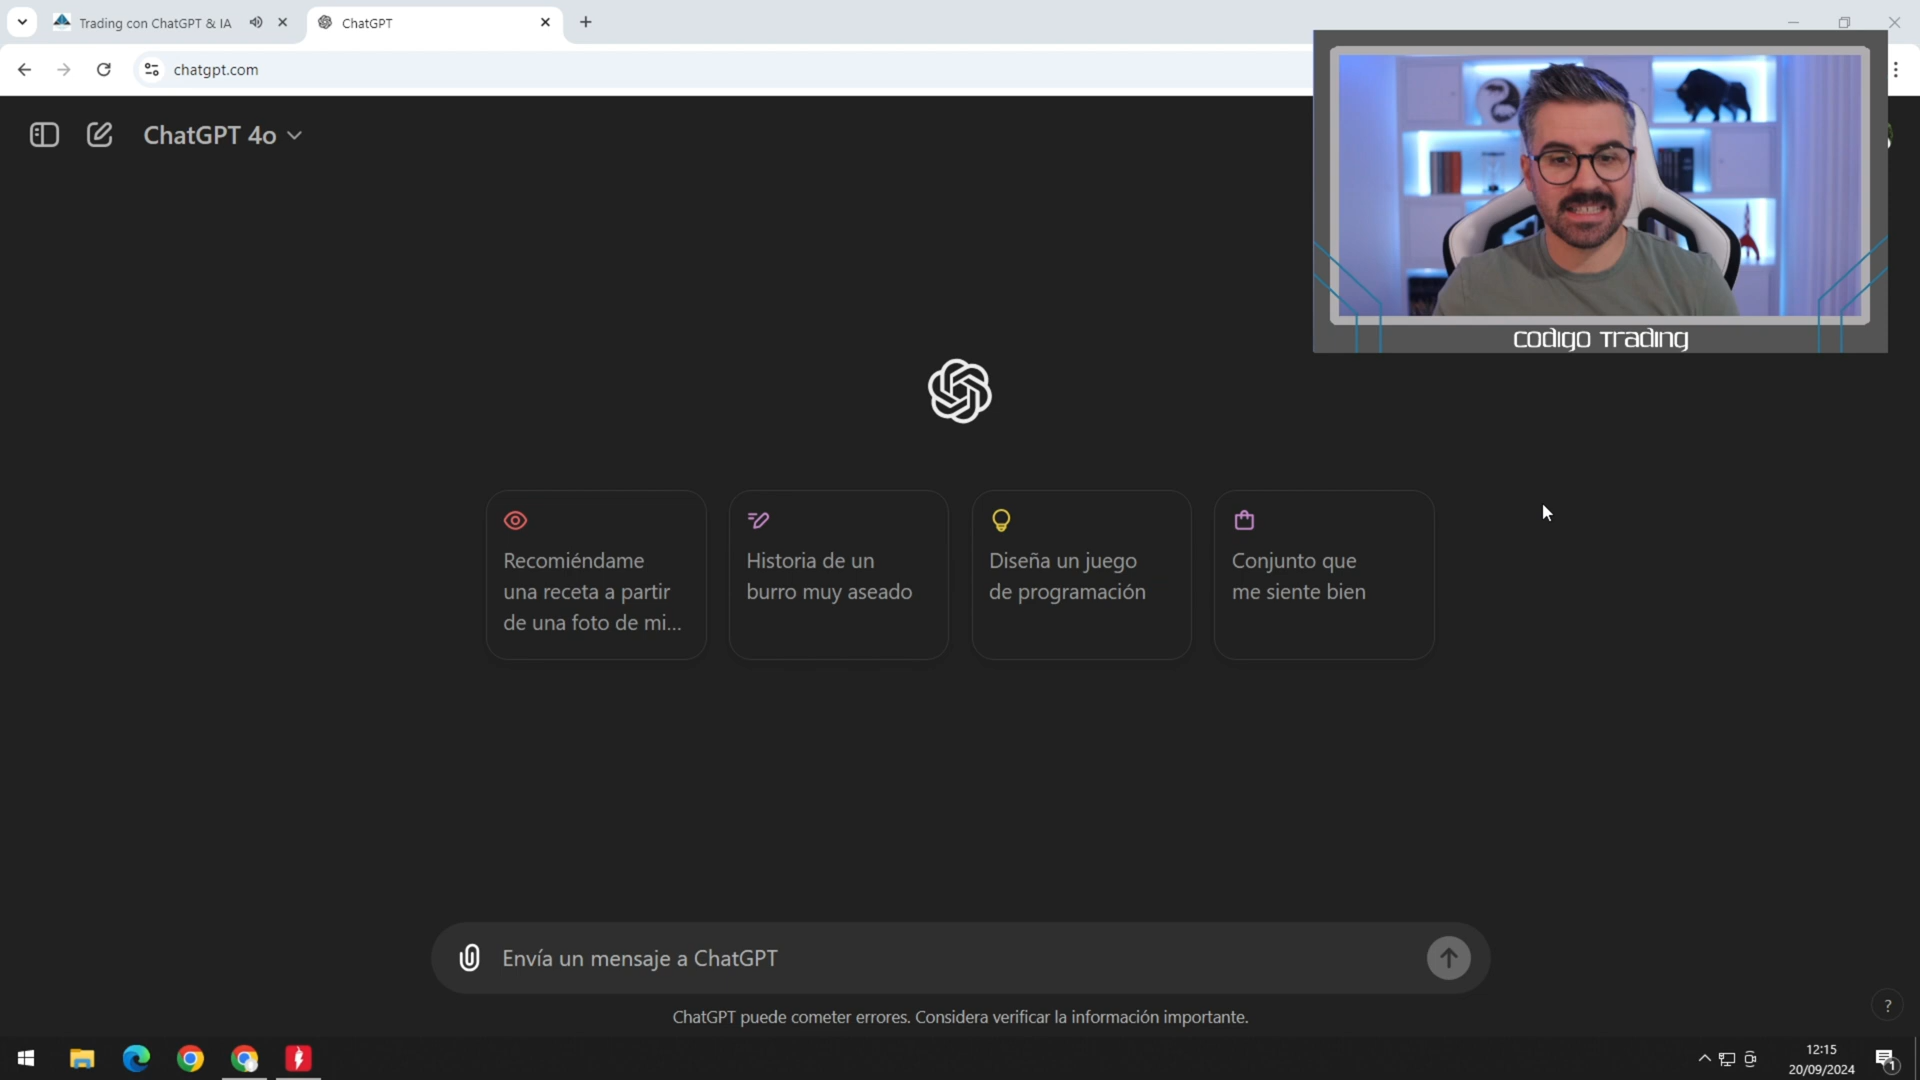 Trading con ChatGPT & IA
ChatGPT
chatgpt.com
ChatGPT 4o
CODIGO TRADING
Recomiéndame
una receta a partir
de una foto de mi...
Historia de un
burro muy aseado
Diseña un juego
de programación
Conjunto que
me siente bien
Envía un mensaje a ChatGPT
ChatGPT puede cometer errores. Considera verificar la información importante.
?
12:15
20/09/2024
1